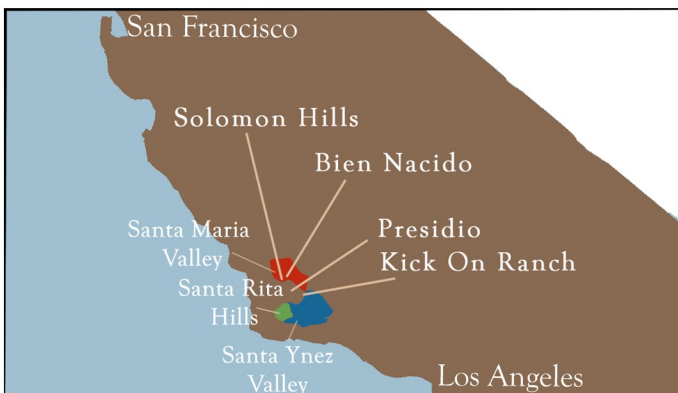 San Francisco
Solomon Hills
Bien Nacido
Santa Maria
Valley
Presidio
Kick On Ranch
Santa Rita
Hills
Santa Ynez
Valley
Los Angeles